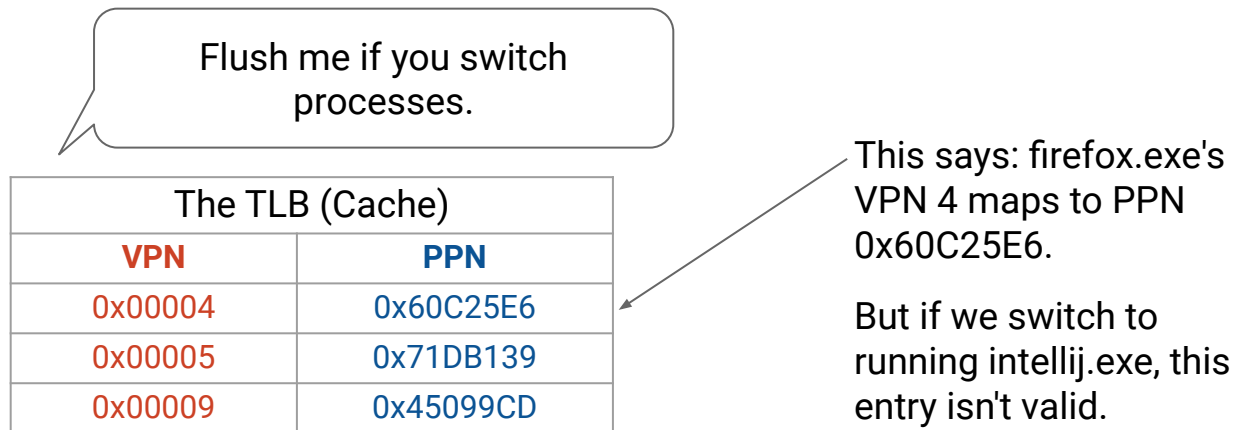 Flush me if you switch
processes.
The TLB (Cache)
VPN PPN
0x00004 0x60C25E6
0x00005 0x71DB139
0x00009 0x45099CD
This says: firefox.exe's
VPN 4 maps to PPN
0x60C25E6.
But if we switch to
running intellij.exe, this
entry isn't valid.